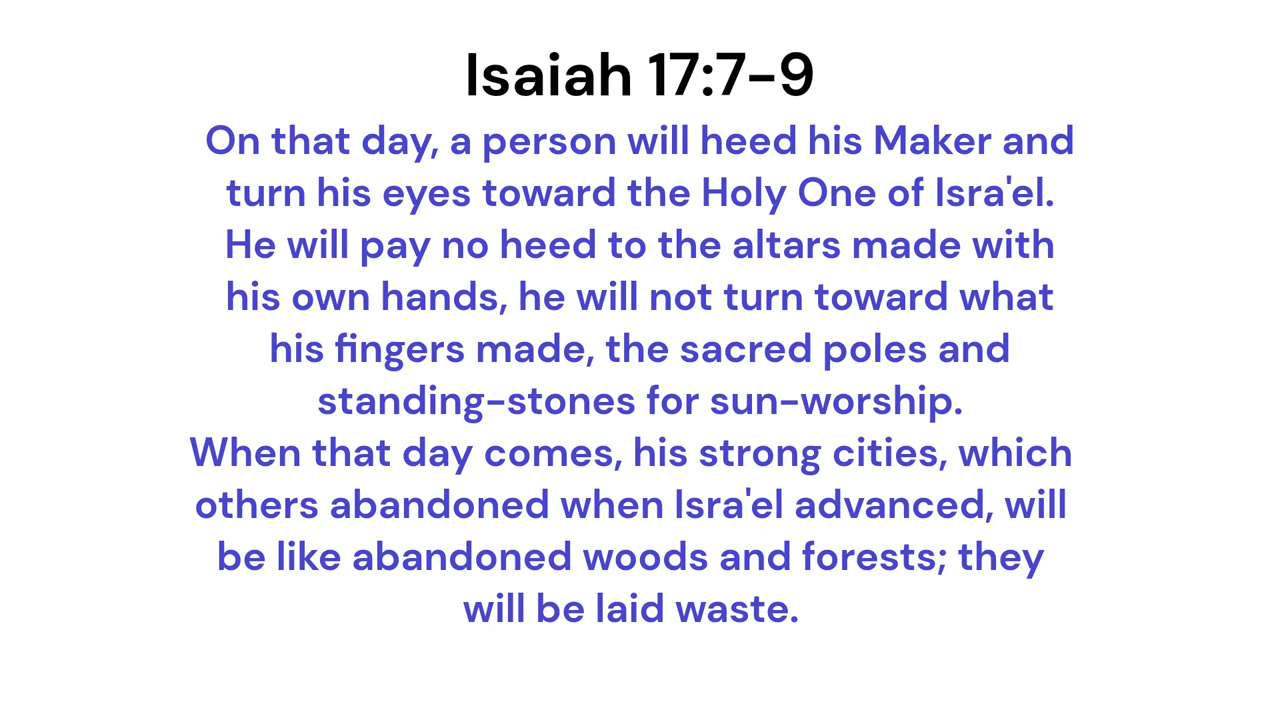 Isaiah 17:7-9
On that day, a person will heed his Maker and
turn his eyes toward the Holy One of Isra'el.
He will pay no heed to the altars made with
his own hands, he will not turn toward what
his fingers made, the sacred poles and
standing-stones for sun-worship.
When that day comes, his strong cities, which
others abandoned when Isra'el advanced, will
be like abandoned woods and forests; they
will be laid waste.